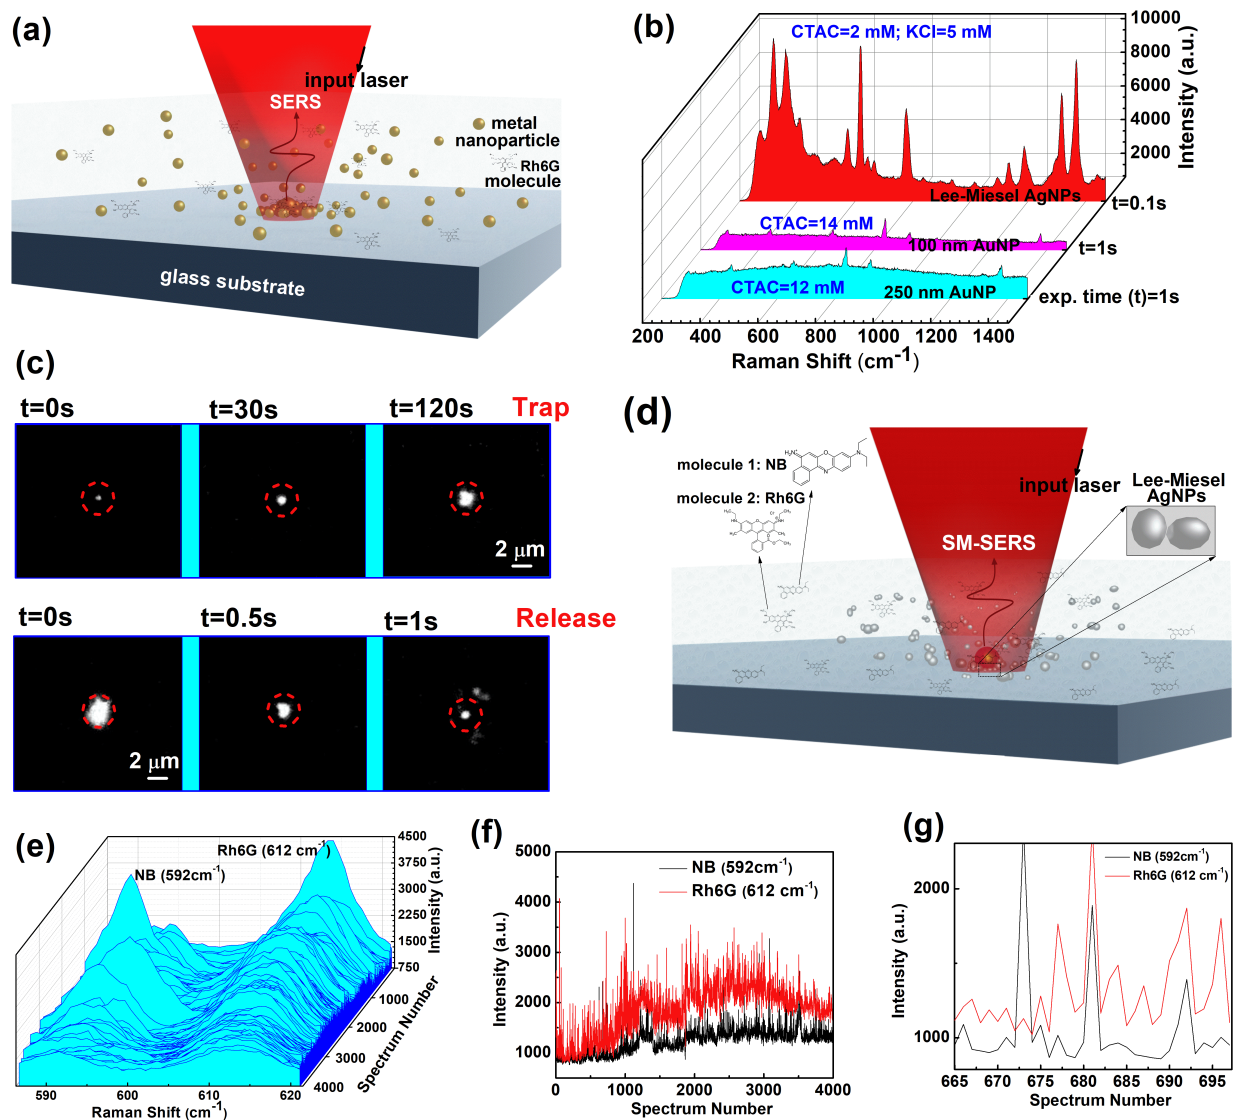 (a)
input laser
SERS
metal
nanoparticle
Rh6G
molecule
glass substrate
(b)
CTAC=2 mM; KCl=5 mM
10000
8000
6000
4000
2000
Intensity (a.u.)
Lee-Miesel AgNPs
t=0.1s
CTAC=14 mM
100 nm AuNP
t=1s
CTAC=12 mM
250 nm AuNP
exp. time (t)=1s
200 400 600 800 1000 1200 1400
Raman Shift (cm-1)
(c)
t=0s t=30s t=120s Trap
2 μm
t=0s t=0.5s t=1s Release
2 μm
(d)
molecule 1: NB
molecule 2: Rh6G
input laser
Lee-Miesel
AgNPs
SM-SERS
(e)
Rh6G (612 cm-1)
NB (592cm-1)
4500
3750
3000
2250
1500
750
Intensity (a.u.)
1000
2000
3000
4000
Spectrum Number
590 600 610 620
Raman Shift (cm-1)
(f)
5000
4000
3000
2000
1000
Intensity (a.u.)
NB (592cm-1)
Rh6G (612 cm-1)
0 1000 2000 3000 4000
Spectrum Number
(g)
NB (592cm-1)
Rh6G (612 cm-1)
2000
1000
Intensity (a.u.)
665 670 675 680 685 690 695
Spectrum Number